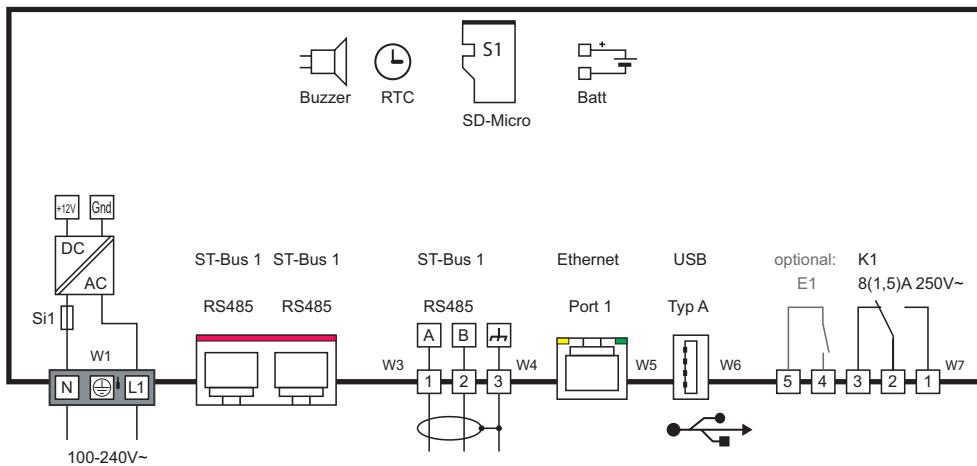 S1
+
Buzzer RTC Batt
SD-Micro
+12V Gnd
DC
AC
Si1
ST-Bus 1 ST-Bus 1 ST-Bus 1 Ethernet USB optional: K1
E1 8(1,5)A 250V~
RS485 RS485 RS485 Port 1 Typ A
A B
W1 W3 W4 W5 W6 W7
N L1 1 2 3 5 4 3 2 1
100-240V~